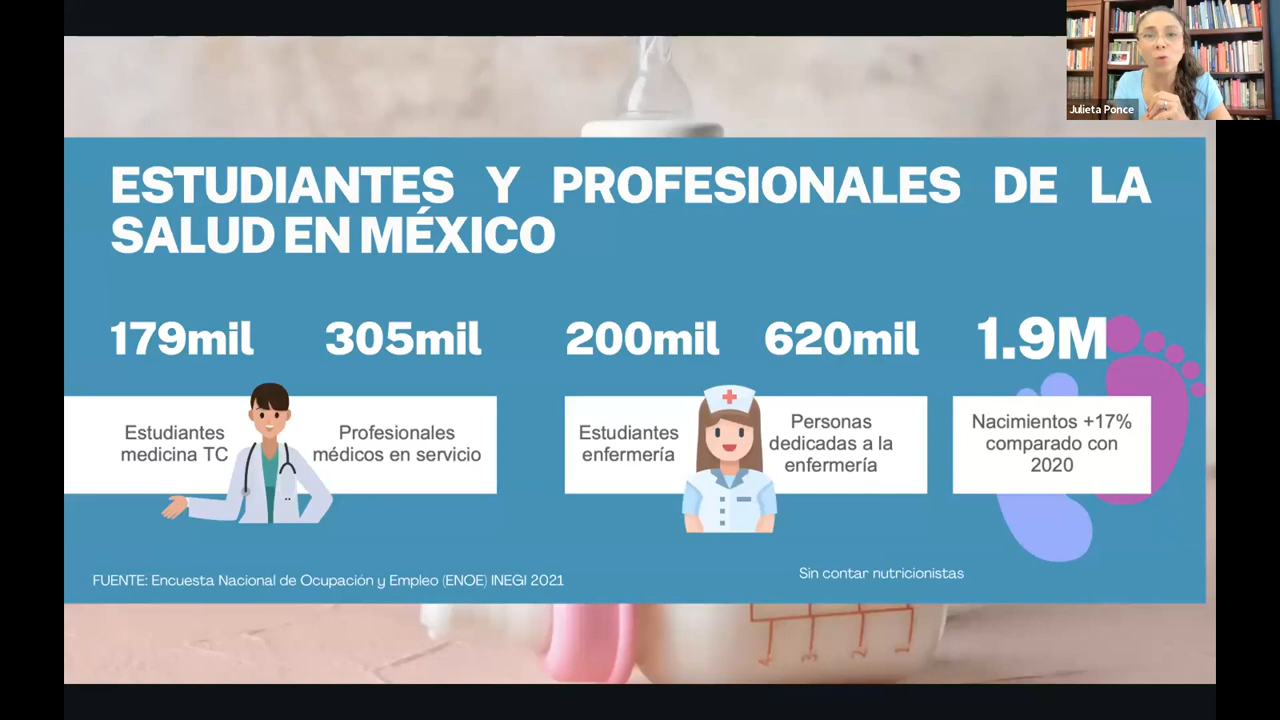 Julieta Ponce
ESTUDIANTES Y PROFESIONALES DE LA
SALUD EN MÉXICO
179mil
Estudiantes
medicina TC
305mil
Profesionales
médicos en servicio
200mil
Estudiantes
enfermería
620mil
Personas
dedicadas a la
enfermería
1.9M
Nacimientos +17%
comparado con
2020
FUENTE: Encuesta Nacional de Ocupación y Empleo (ENOE) INEGI 2021
Sin contar nutricionistas